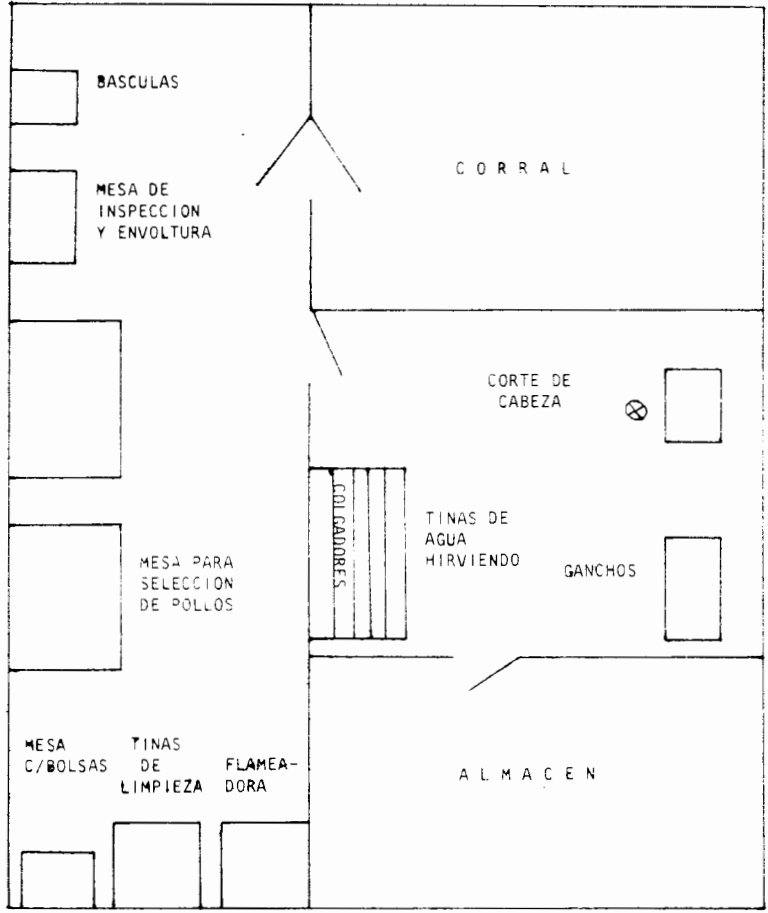 BASCULAS
MESA DE
INSPECCION
Y ENVOLTURA
CORRAL
CORTE DE
CABEZA
COLGADORES
TINAS DE
AGUA
HIRVIENDO
GANCHOS
MESA PARA
SELECCION
DE POLLOS
MESA
C/BOLSAS
TINAS
DE
LIMPIEZA
FLAMEA-
DORA
ALMACEN